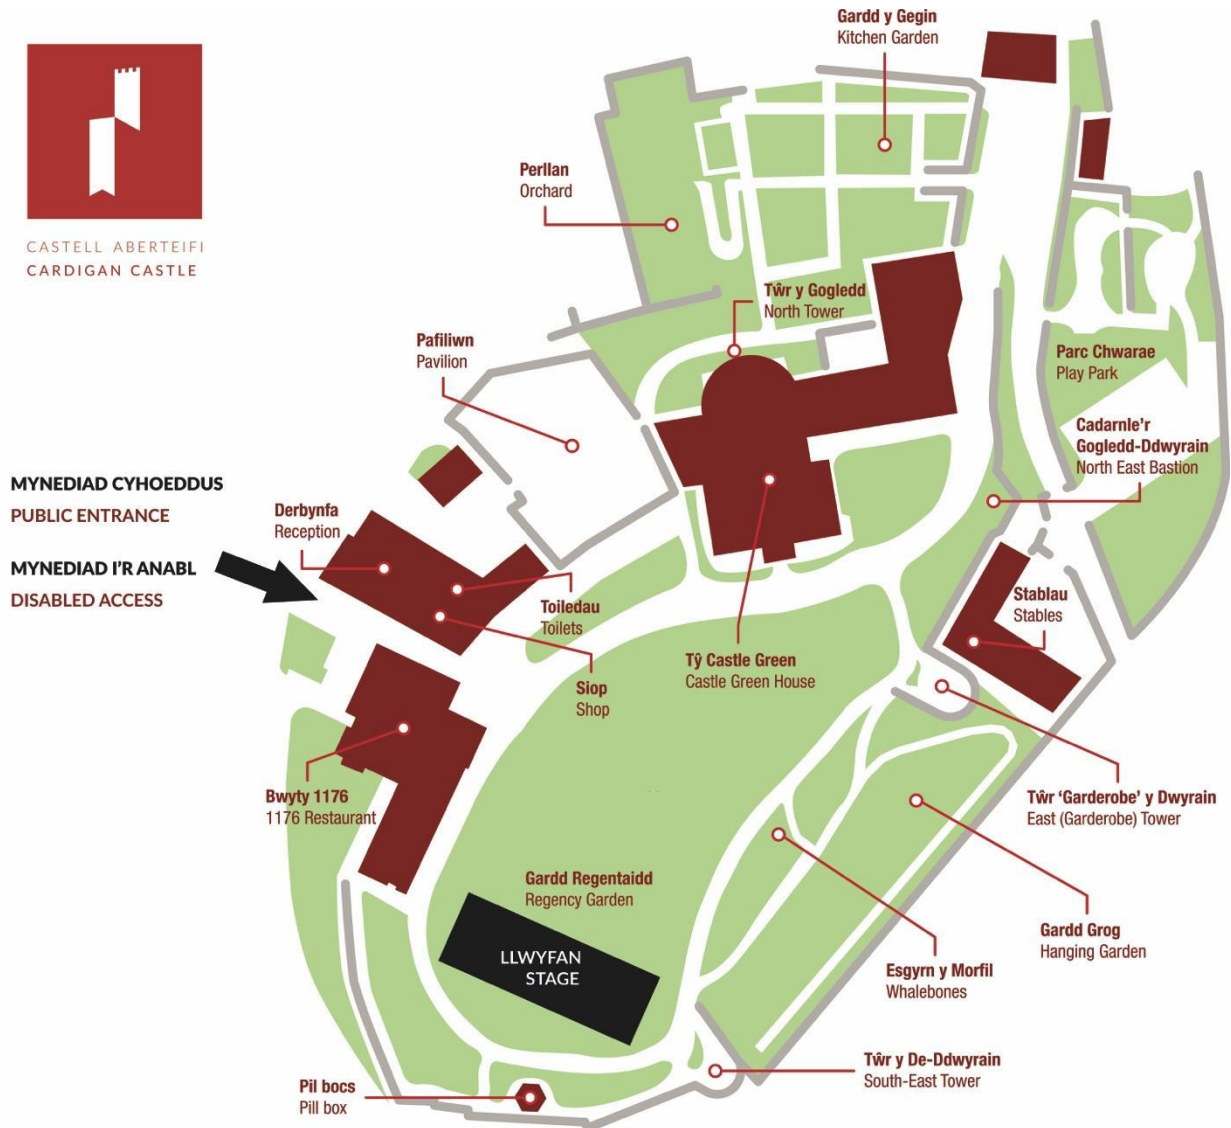 Gardd y Gegin
Kitchen Garden
CASTELL ABERTEIFI
CARDIGAN CASTLE
Perllan
Orchard
Tŵr y Gogledd
North Tower
Pafiliwn
Pavilion
Parc Chwarae
Play Park
Cadarnle'r
Gogledd-Ddwyrain
North East Bastion
MYNEDIAD CYHOEDDUS
PUBLIC ENTRANCE
MYNEDIAD I'R ANABL
DISABLED ACCESS
Derbynfa
Reception
Toiledau
Toilets
Siop
Shop
Tŷ Castle Green
Castle Green House
Stablau
Stables
Bwyty 1176
1176 Restaurant
Tŵr 'Garderobe' y Dwyrain
East (Garderobe) Tower
Gardd Regentaidd
Regency Garden
LLWYFAN
STAGE
Gardd Grog
Hanging Garden
Esgyrn y Morfil
Whalebones
Tŵr y De-Ddwyrain
South-East Tower
Pil bocs
Pill box